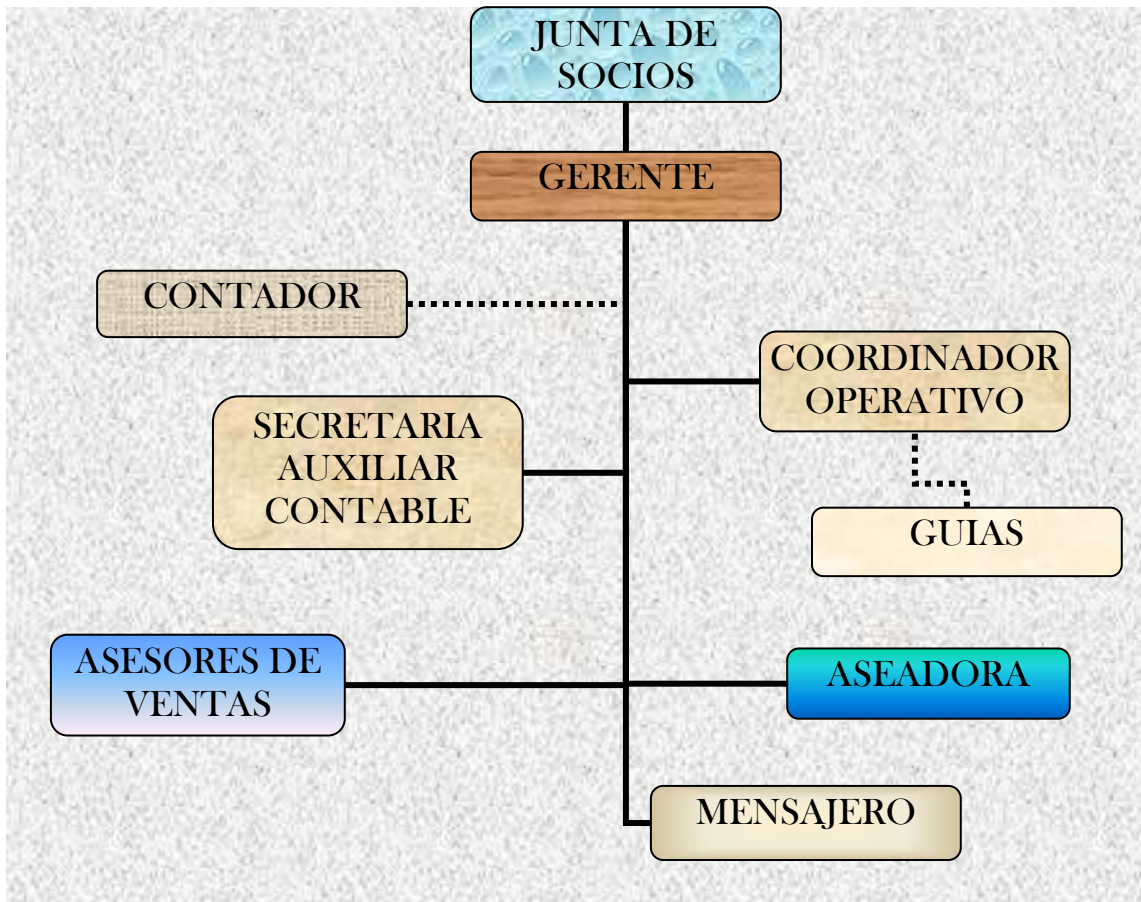 JUNTA DE
SOCIOS
GERENTE
CONTADOR
COORDINADOR
OPERATIVO
SECRETARIA
AUXILIAR
CONTABLE
GUIAS
ASESORES DE
VENTAS
ASEADORA
MENSAJERO